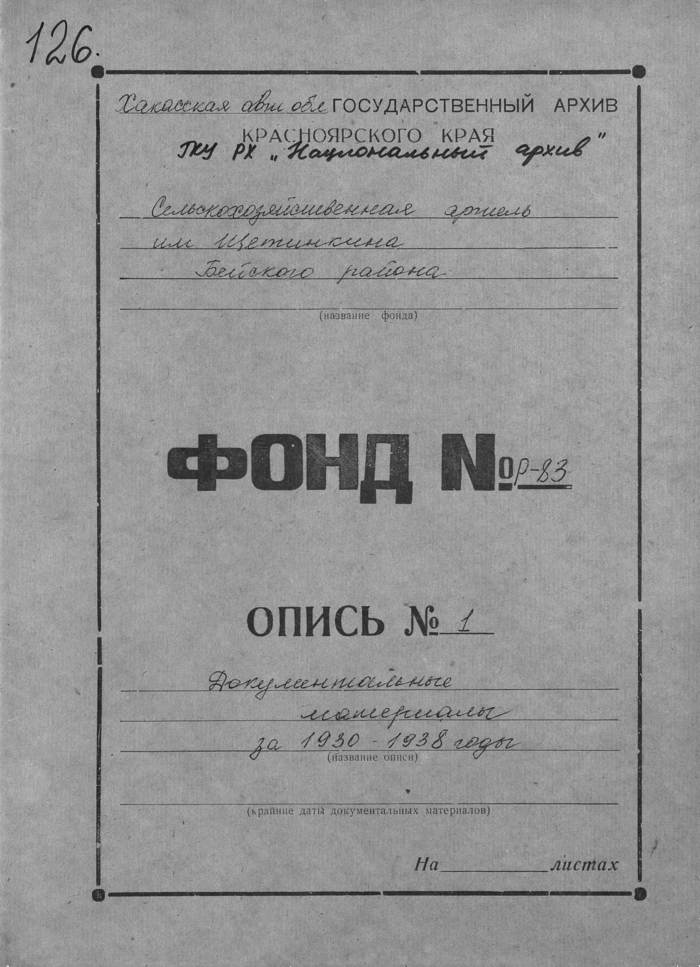 126.
Хакасская авт обл ГОСУДАРСТВЕННЫЙ АРХИВ
КРАСНОЯРСКОГО КРАЯ
ГКУ РХ „Национальный архив"
Сельскохозяйственная артель
им Щетинкина
Бейского района
(название фонда)
ФОНД № Р-83
ОПИСЬ № 1
Документальные
материалы
за 1930-1938 годы
(название описи)
(крайние даты документальных материалов)
На листах